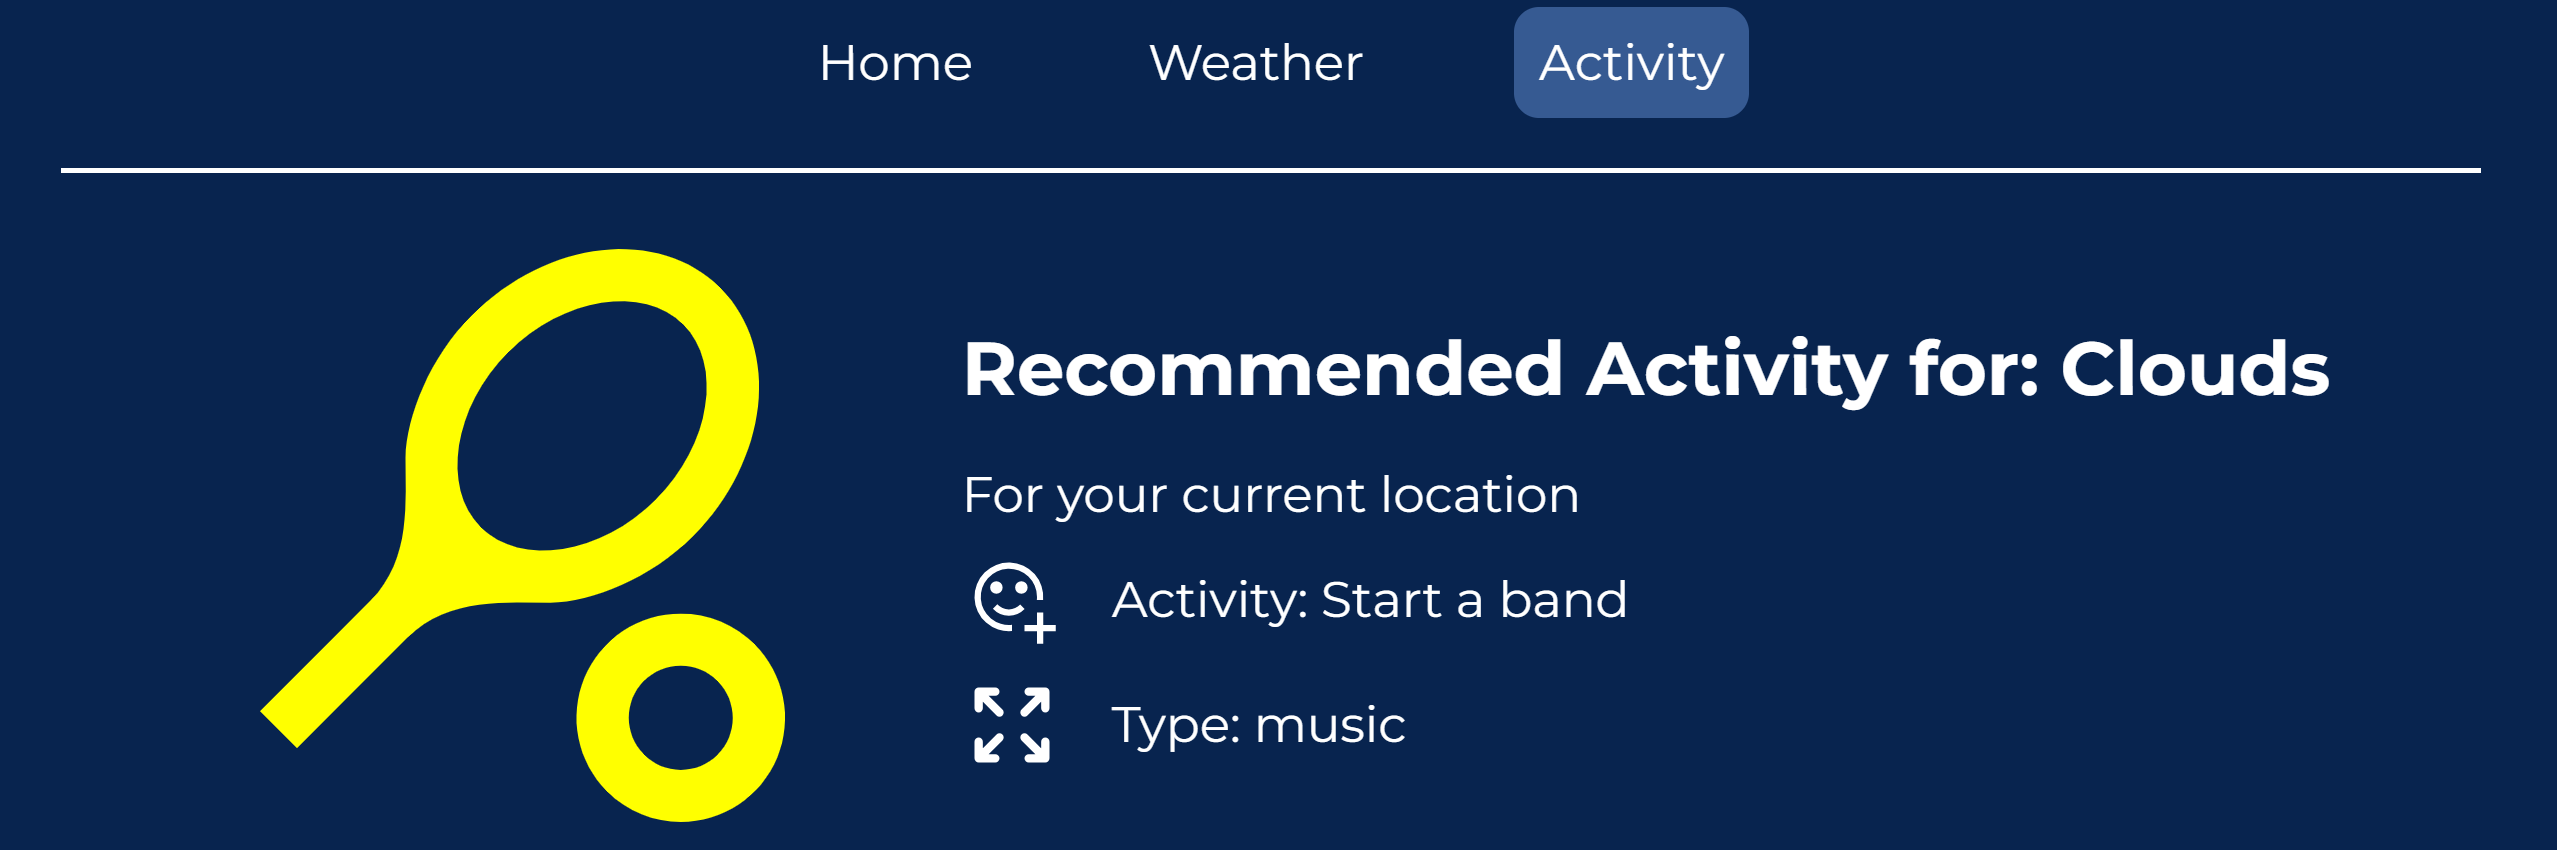 Home Weather Activity
Recommended Activity for: Clouds
For your current location
Activity: Start a band
Type: music